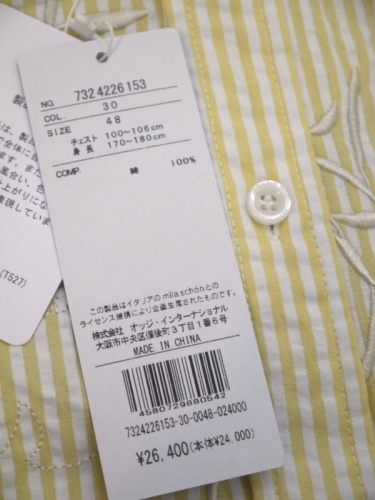 NO. 7324226153
COL. 30
SIZE 48
チェスト 100~106cm
身 長 170~180cm
COMP. 綿 100%
この製品はイタリアの mila schön との
ライセンス提携により企画生産されたものです。
株式会社 オッジ・インターナショナル
大阪市中央区備後町3丁目1番6号
MADE IN CHINA
4580729880542
7324226153-30-0048-024000
¥26,400(本体¥24,000)
(T527)